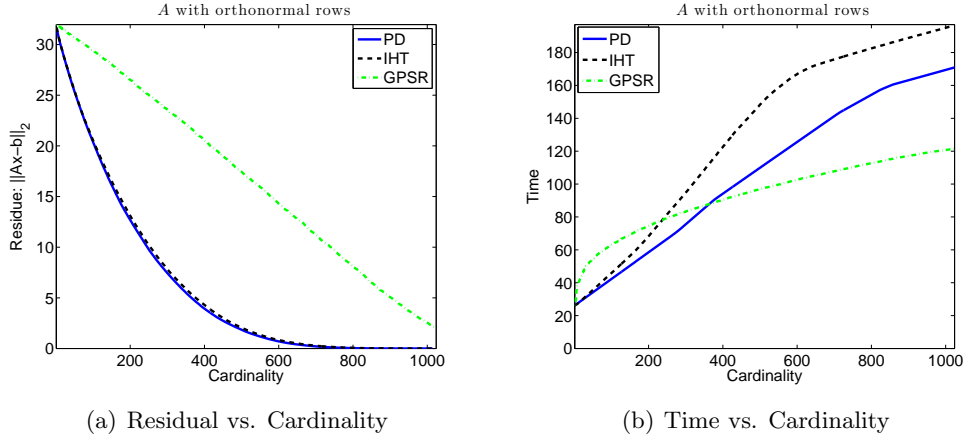 A with orthonormal rows
PD
IHT
GPSR
Residue: ||Ax−b||2
30
25
20
15
10
5
0
200
400
600
800
1000
Cardinality
(a) Residual vs. Cardinality
A with orthonormal rows
PD
IHT
GPSR
Time
180
160
140
120
100
80
60
40
20
0
200
400
600
800
1000
Cardinality
(b) Time vs. Cardinality